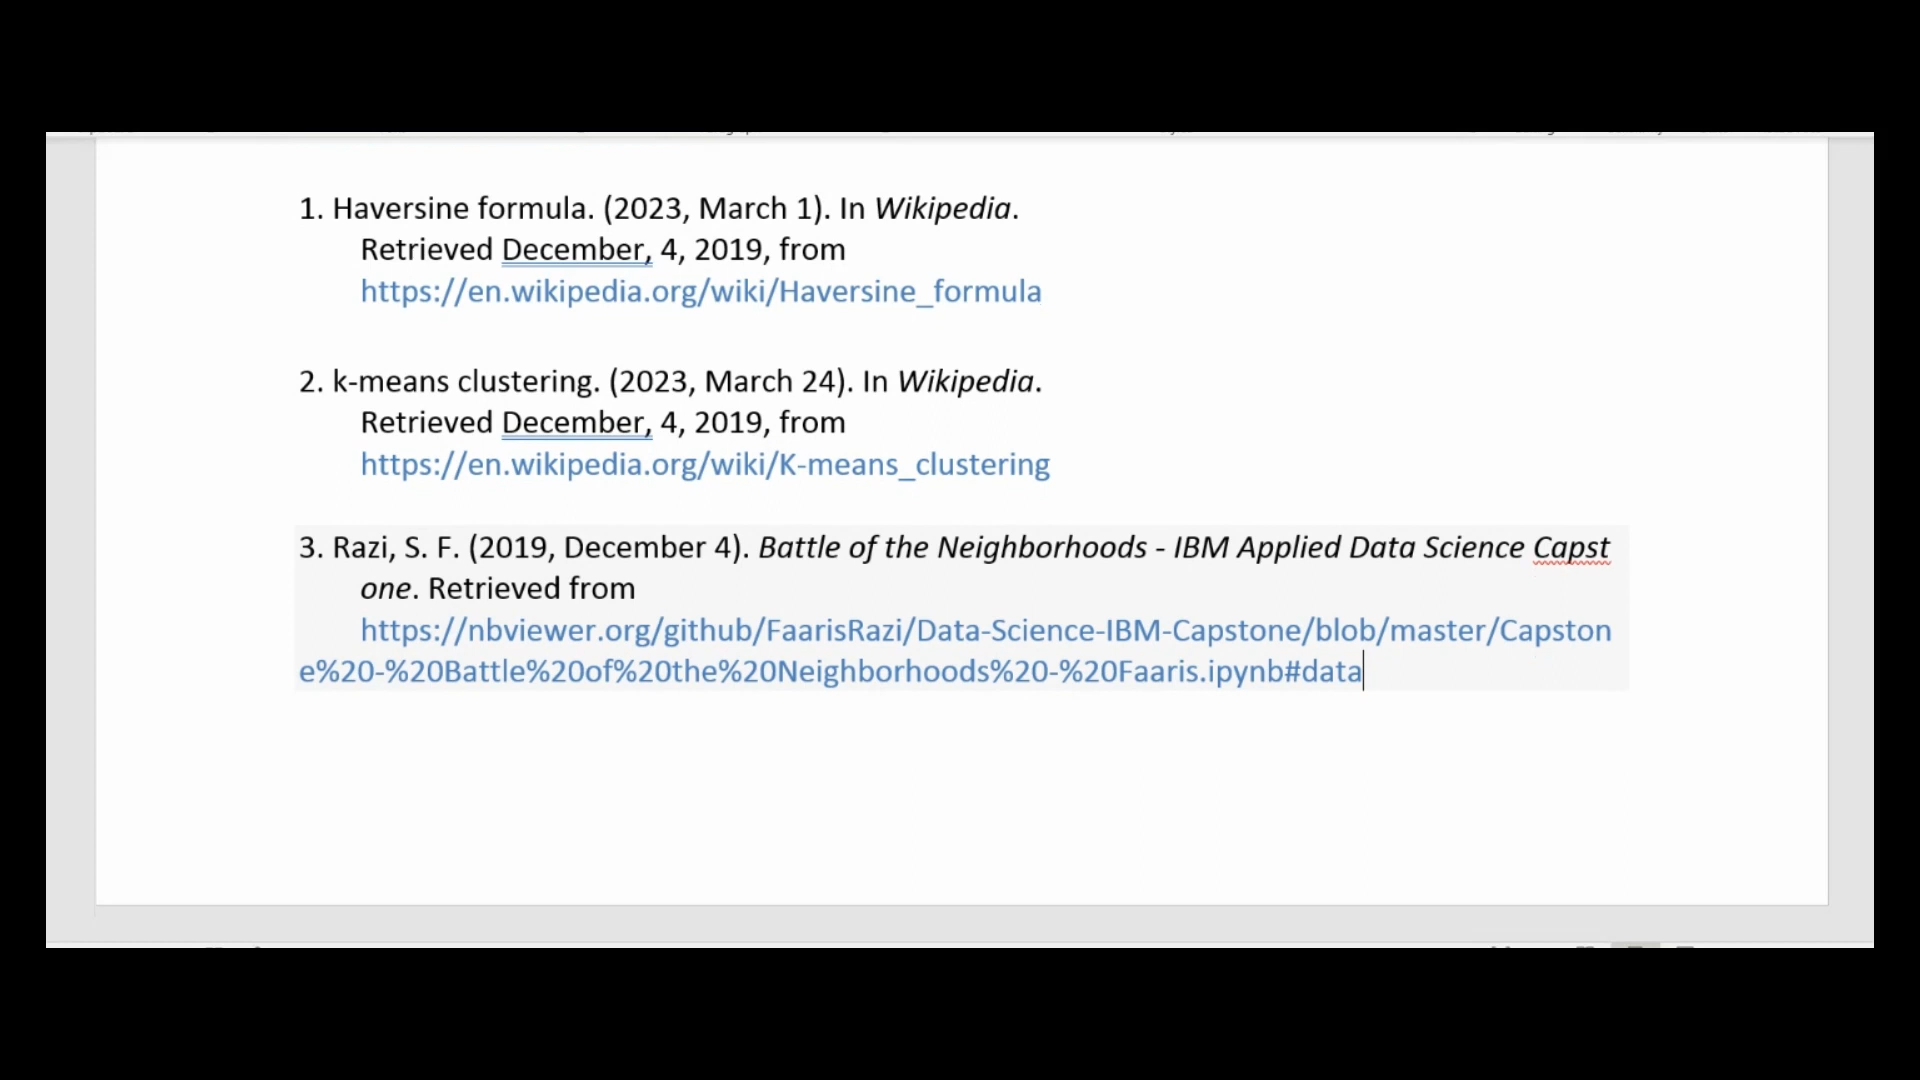 1. Haversine formula. (2023, March 1). In Wikipedia.
Retrieved December, 4, 2019, from
https://en.wikipedia.org/wiki/Haversine_formula
2. k-means clustering. (2023, March 24). In Wikipedia.
Retrieved December, 4, 2019, from
https://en.wikipedia.org/wiki/K-means_clustering
3. Razi, S. F. (2019, December 4). Battle of the Neighborhoods - IBM Applied Data Science Capst
one. Retrieved from
https://nbviewer.org/github/FaarisRazi/Data-Science-IBM-Capstone/blob/master/Capston
e%20-%20Battle%20of%20the%20Neighborhoods%20-%20Faaris.ipynb#data